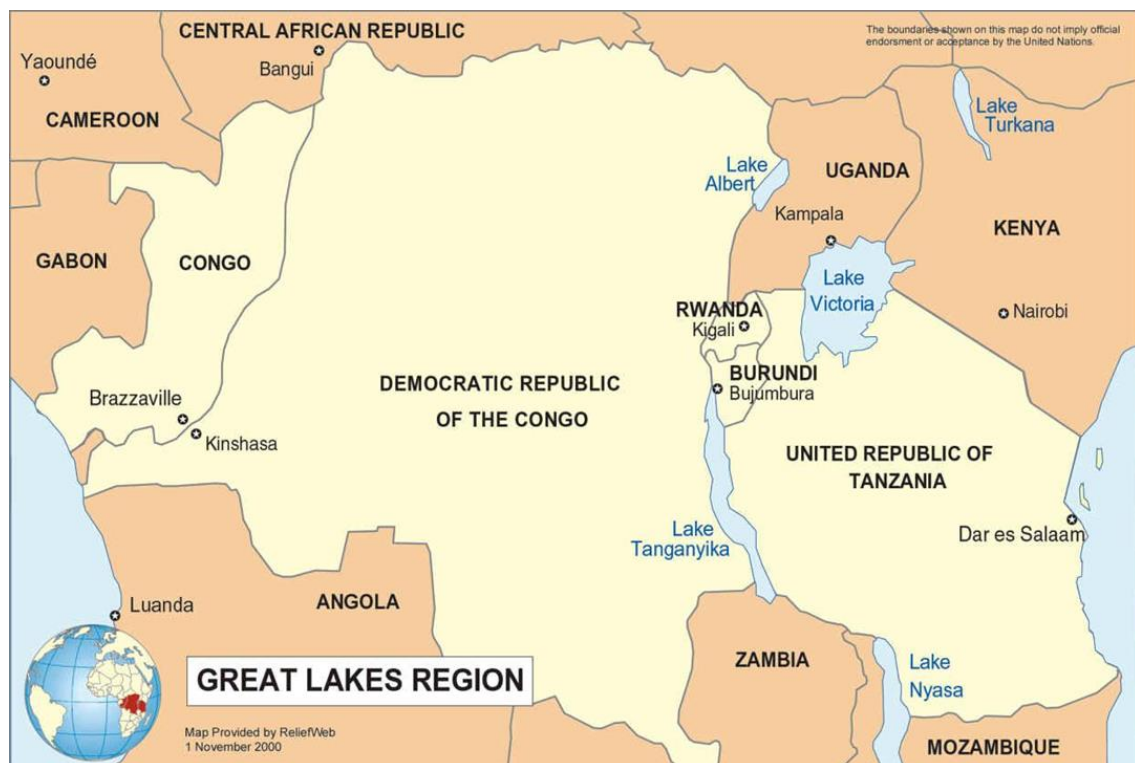 CENTRAL AFRICAN REPUBLIC
The boundaries shown on this map do not imply official
endorsment or acceptance by the United Nations.
Yaoundé
Bangui
CAMEROON
Lake
Turkana
Lake
Albert
UGANDA
Kampala
KENYA
GABON
CONGO
Lake
Victoria
RWANDA
Kigali
Nairobi
BURUNDI
Bujumbura
DEMOCRATIC REPUBLIC
OF THE CONGO
Brazzaville
Kinshasa
UNITED REPUBLIC OF
TANZANIA
Lake
Tanganyika
Dar es Salaam
Luanda
ANGOLA
ZAMBIA
Lake
Nyasa
GREAT LAKES REGION
Map Provided by ReliefWeb
1 November 2000
MOZAMBIQUE